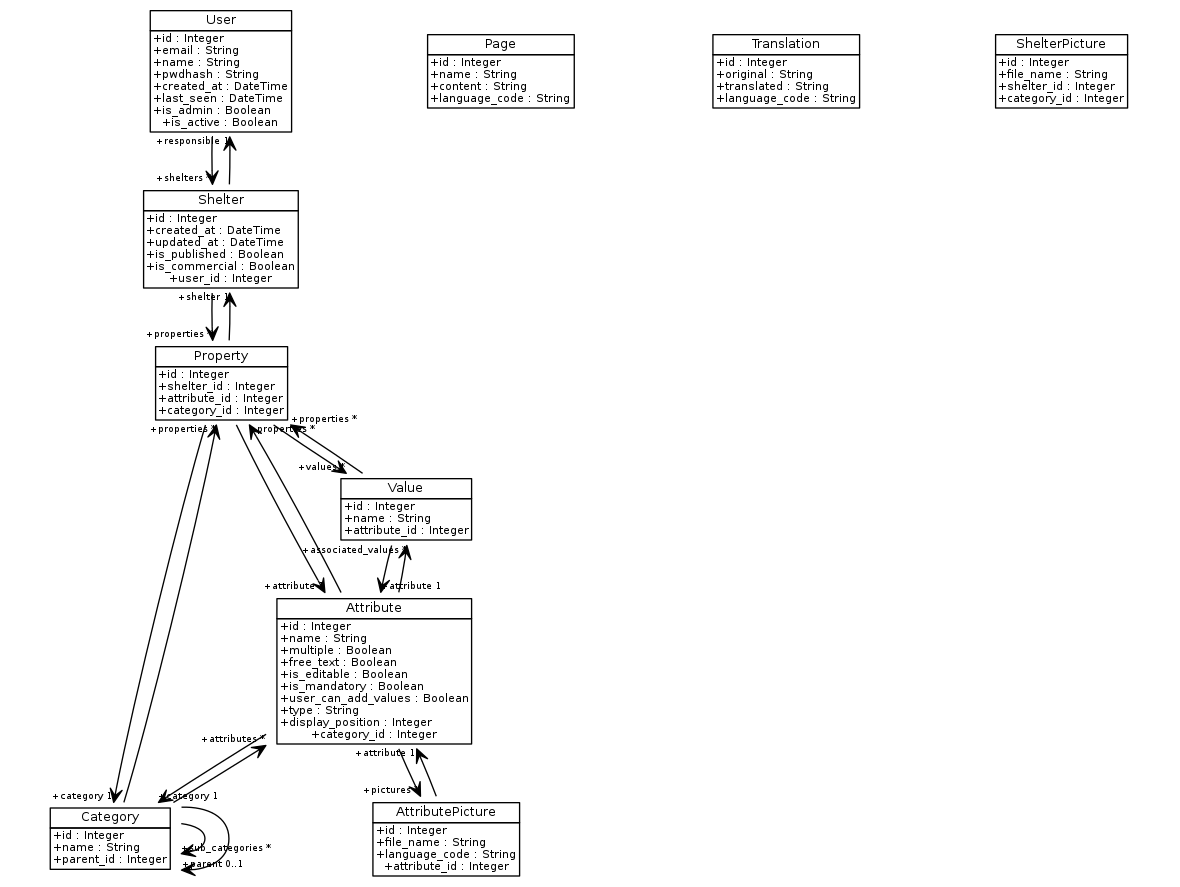 User
+id : Integer
+email : String
+name : String
+pwdhash : String
+created_at : DateTime
+last_seen : DateTime
+is_admin : Boolean
+is_active : Boolean
Page
+id : Integer
+name : String
+content : String
+language_code : String
Translation
+id : Integer
+original : String
+translated : String
+language_code : String
ShelterPicture
+id : Integer
+file_name : String
+shelter_id : Integer
+category_id : Integer
+responsible 1
+shelters *
Shelter
+id : Integer
+created_at : DateTime
+updated_at : DateTime
+is_published : Boolean
+is_commercial : Boolean
+user_id : Integer
+shelter 1
+properties *
Property
+id : Integer
+shelter_id : Integer
+attribute_id : Integer
+category_id : Integer
+properties *
+properties *
+properties *
+values *
Value
+id : Integer
+name : String
+attribute_id : Integer
+associated_values *
+attribute
+attribute 1
Attribute
+id : Integer
+name : String
+multiple : Boolean
+free_text : Boolean
+is_editable : Boolean
+is_mandatory : Boolean
+user_can_add_values : Boolean
+type : String
+display_position : Integer
+category_id : Integer
+attributes *
+attribute 1
+pictures
+category 1
+category 1
Category
+id : Integer
+name : String
+parent_id : Integer
+sub_categories *
+parent 0..1
AttributePicture
+id : Integer
+file_name : String
+language_code : String
+attribute_id : Integer